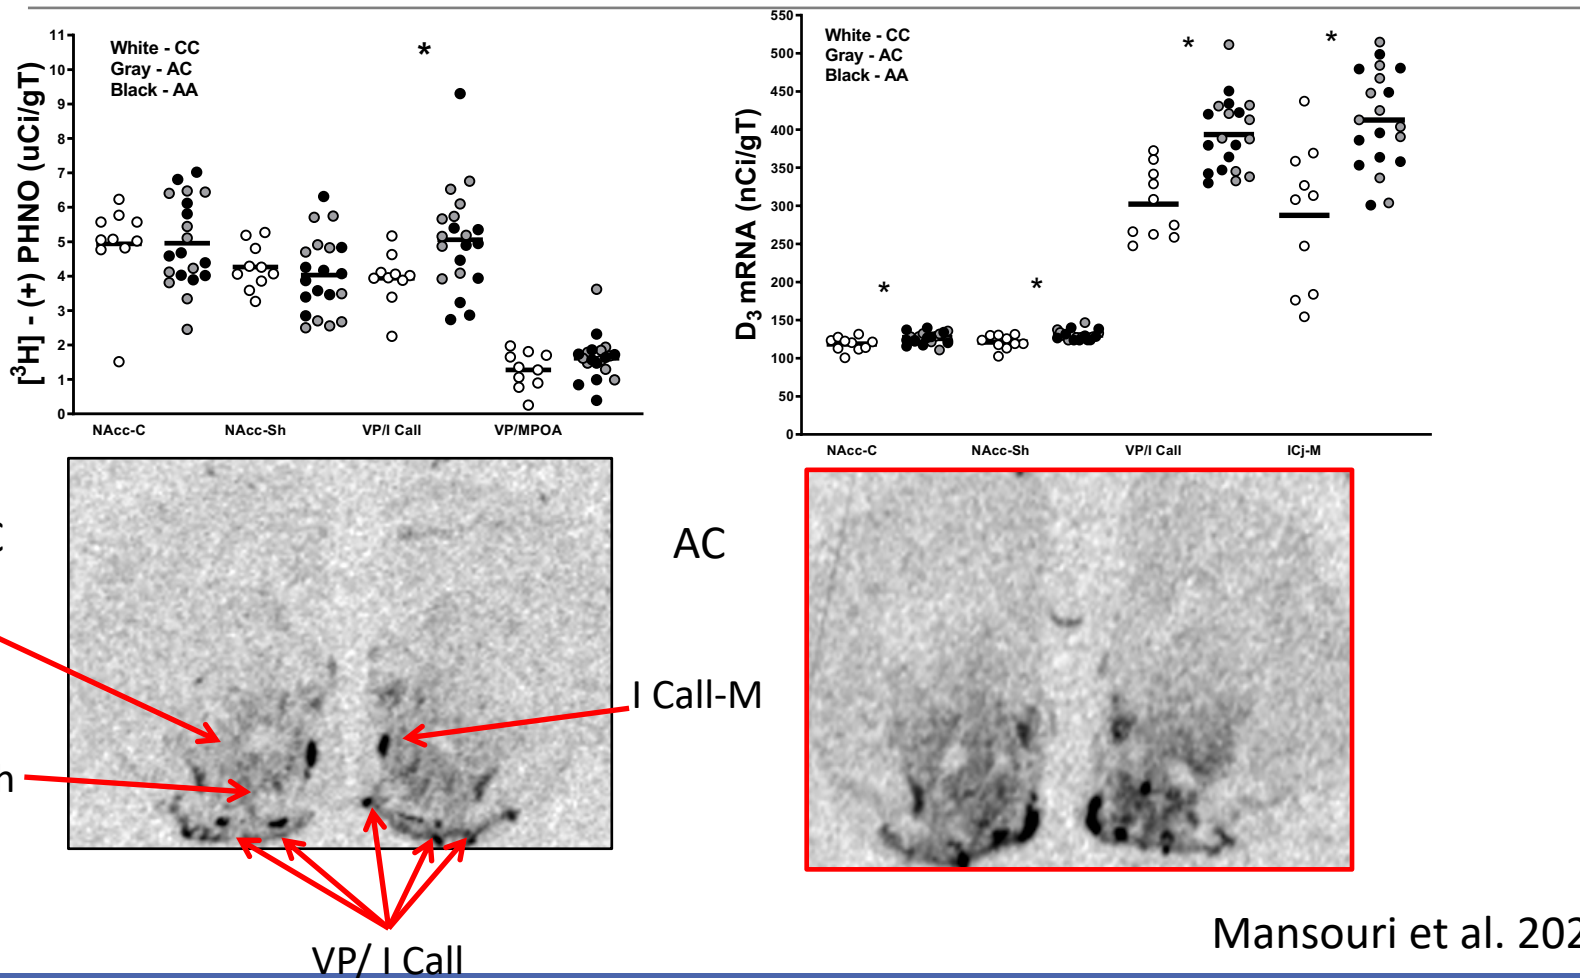 White - CC
Gray - AC
Black - AA
*
[³H] - (+) PHNO (uCi/gT)
11
10
9
8
7
6
5
4
3
2
1
0
NAcc-C
NAcc-Sh
VP/I Call
VP/MPOA
White - CC
Gray - AC
Black - AA
* * * *
D₃ mRNA (nCi/gT)
550
500
450
400
350
300
250
200
150
100
50
0
NAcc-C
NAcc-Sh
VP/I Call
ICj-M
AC
I Call-M
VP/ I Call
Mansouri et al. 202